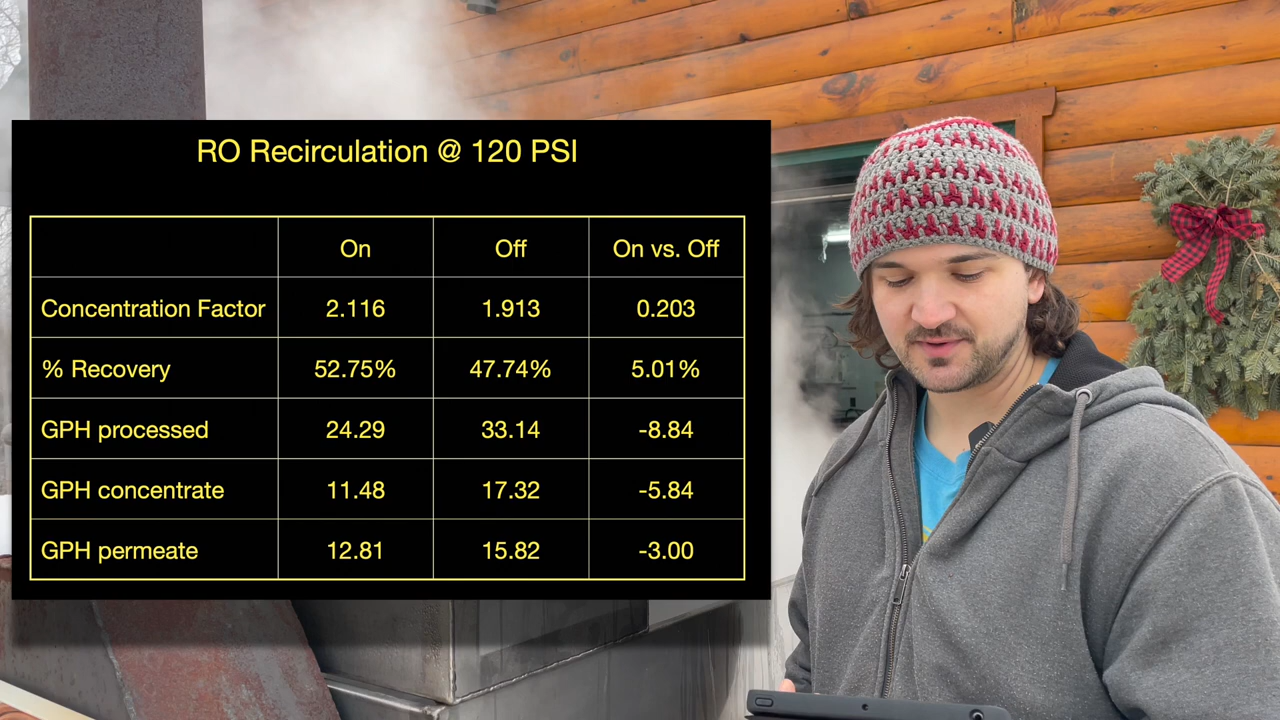 RO Recirculation @ 120 PSI
On Off On vs. Off
Concentration Factor 2.116 1.913 0.203
% Recovery 52.75% 47.74% 5.01%
GPH processed 24.29 33.14 -8.84
GPH concentrate 11.48 17.32 -5.84
GPH permeate 12.81 15.82 -3.00